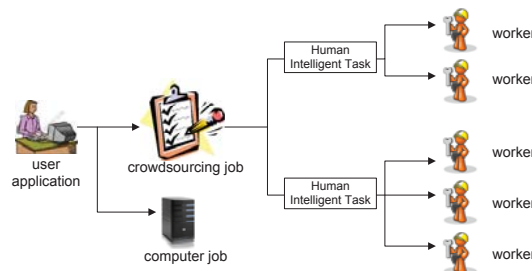 Human
Intelligent Task
worker
worker
user
application
crowdsourcing job
computer job
Human
Intelligent Task
worker
worker
worker